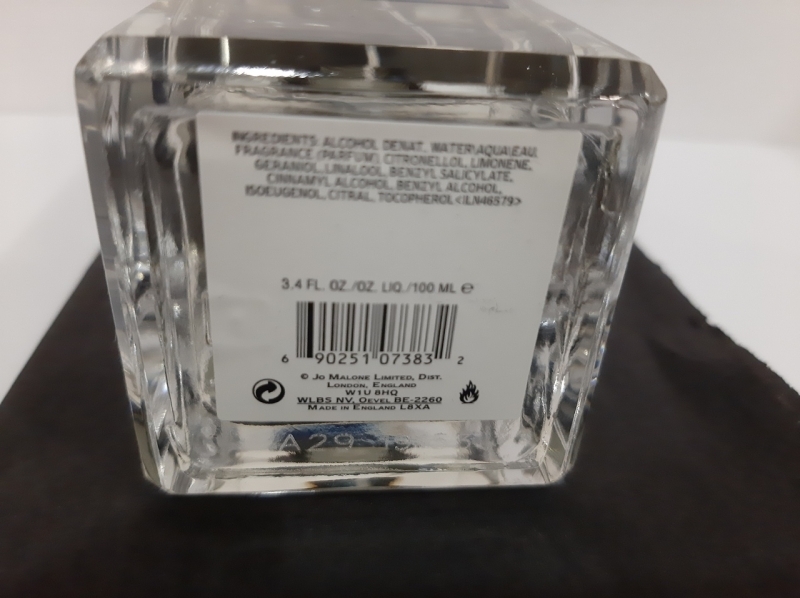 INGREDIENTS: ALCOHOL DENAT., WATER\AQUA\EAU,
FRAGRANCE (PARFUM), CITRONELLOL, LIMONENE,
GERANIOL, LINALOOL, BENZYL SALICYLATE,
CINNAMYL ALCOHOL, BENZYL ALCOHOL,
ISOEUGENOL, CITRAL, TOCOPHEROL <ILN46579>
3.4 FL. OZ./OZ. LIQ./100 ML ℮
6 90251 07383 2
© JO MALONE LIMITED, DIST.
LONDON, ENGLAND
W1U 8HQ
WLBS NV, OEVEL BE-2260
MADE IN ENGLAND L8XA
A29